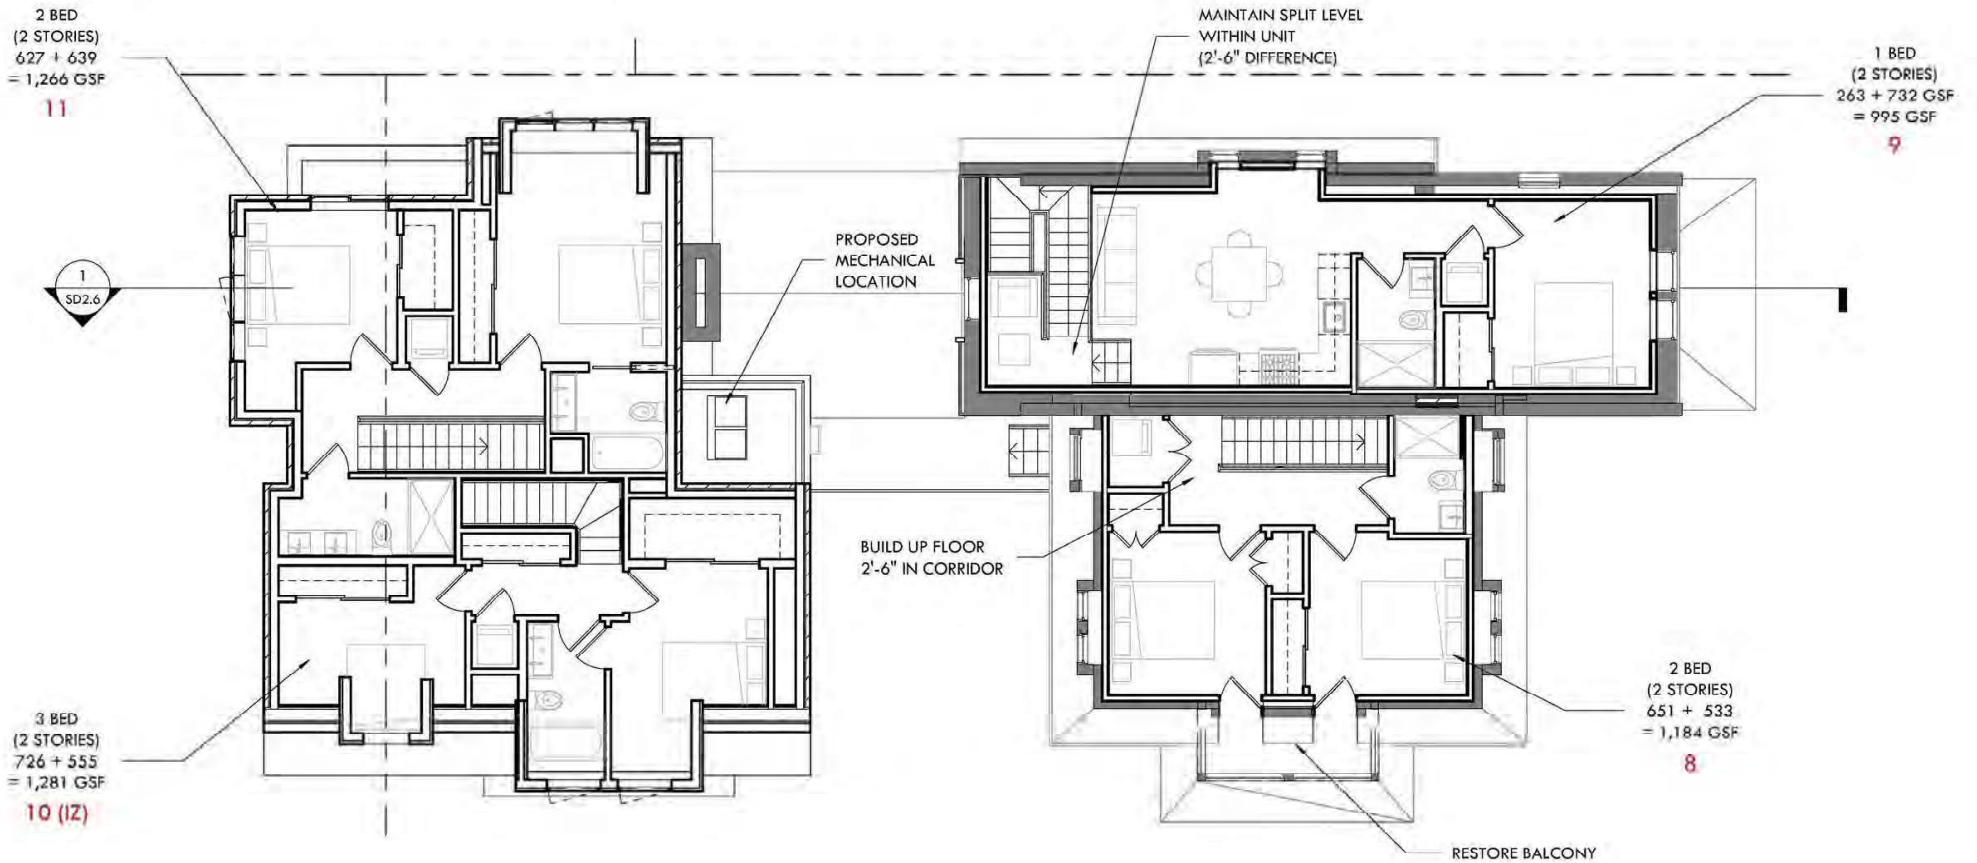 2 BED
(2 STORIES)
627 + 639
= 1,266 GSF
11
MAINTAIN SPLIT LEVEL
WITHIN UNIT
(2'-6" DIFFERENCE)
1 BED
(2 STORIES)
263 + 732 GSF
= 995 GSF
9
PROPOSED
MECHANICAL
LOCATION
1
SD2.6
BUILD UP FLOOR
2'-6" IN CORRIDOR
2 BED
(2 STORIES)
651 + 533
= 1,184 GSF
8
3 BED
(2 STORIES)
726 + 555
= 1,281 GSF
10 (IZ)
RESTORE BALCONY